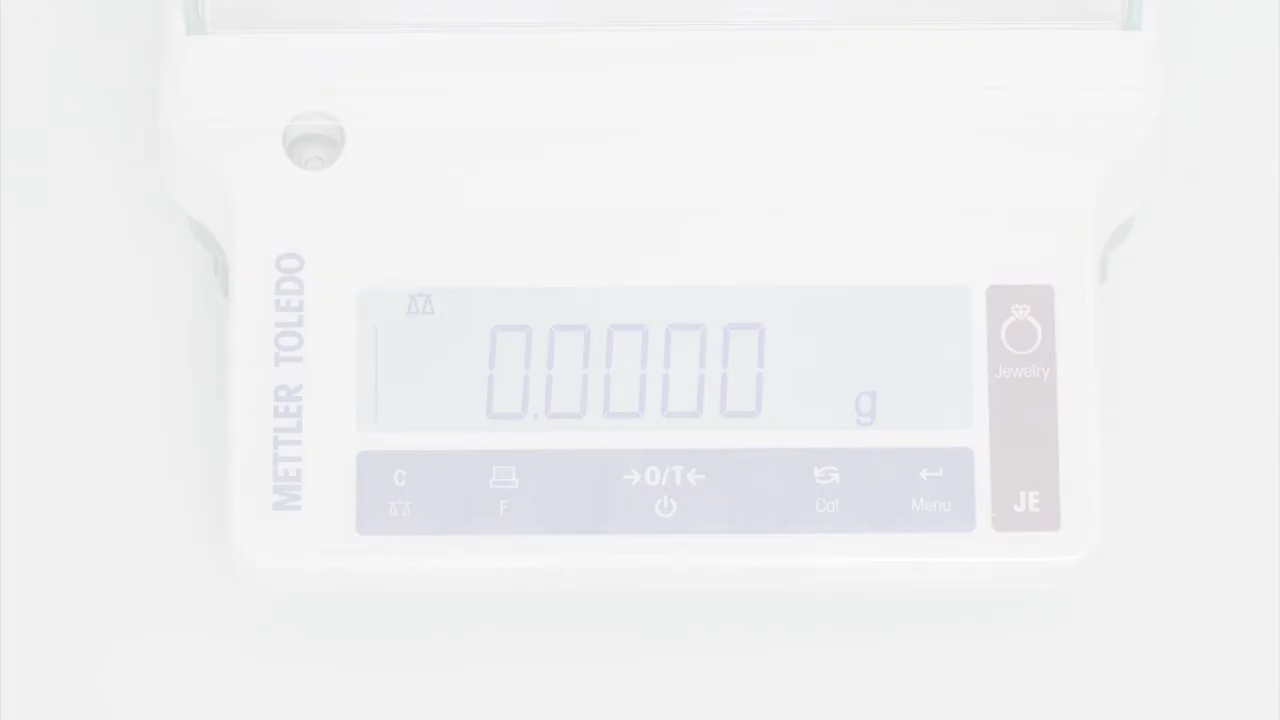 METTLER TOLEDO
0.0000 g
C
F
→0/T←
Cal
Menu
Jewelry
JE